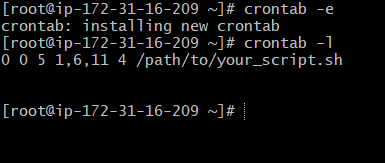 [root@ip-172-31-16-209 ~]# crontab -e
crontab: installing new crontab
[root@ip-172-31-16-209 ~]# crontab -l
0 0 5 1,6,11 4 /path/to/your_script.sh
[root@ip-172-31-16-209 ~]#